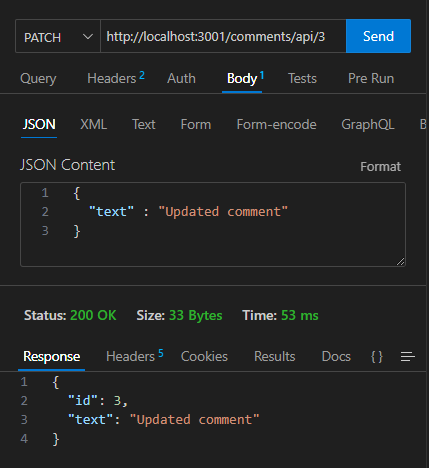 PATCH http://localhost:3001/comments/api/3 Send
Query Headers 2 Auth Body 1 Tests Pre Run
JSON XML Text Form Form-encode GraphQL B
JSON Content Format
1 {
2 "text" : "Updated comment"
3 }
Status: 200 OK Size: 33 Bytes Time: 53 ms
Response Headers 5 Cookies Results Docs { }
1 {
2 "id": 3,
3 "text": "Updated comment"
4 }